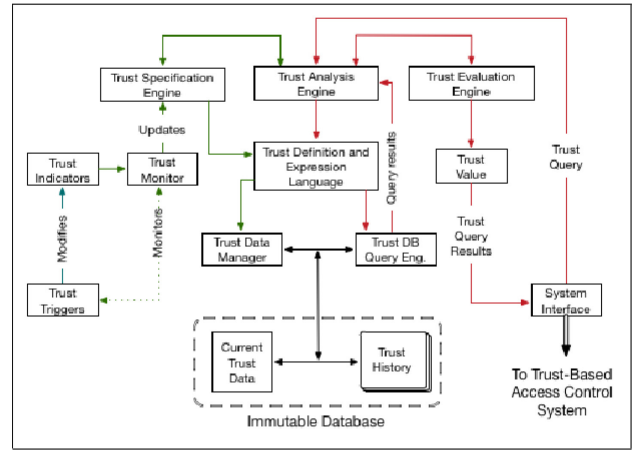 Trust Specification
Engine
Trust Analysis
Engine
Trust Evaluation
Engine
Updates
Trust
Indicators
Trust
Monitor
Trust Definition and
Expression
Language
Query results
Trust
Value
Trust
Query
Modifies
Monitors
Trust Data
Manager
Trust DB
Query Eng.
Trust
Query
Results
Trust
Triggers
System
Interface
Current
Trust
Data
Trust
History
Immutable Database
To Trust-Based
Access Control
System